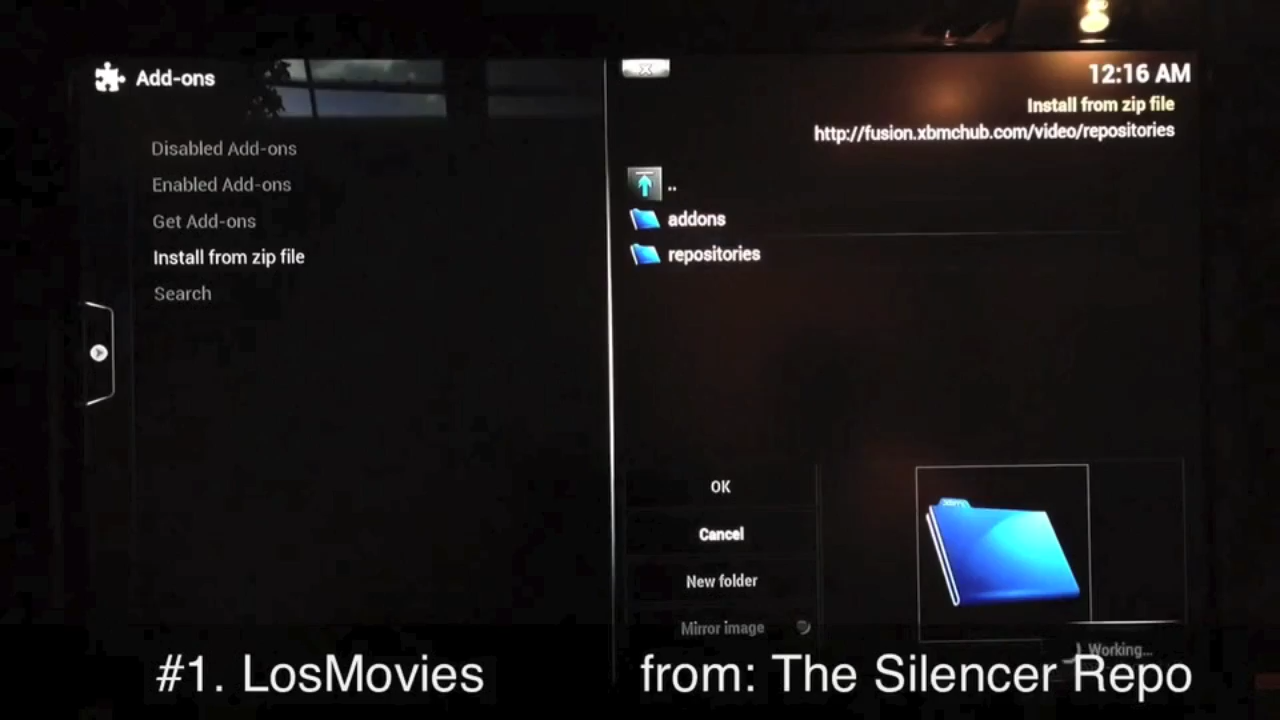 Add-ons
Disabled Add-ons
Enabled Add-ons
Get Add-ons
Install from zip file
Search
12:16 AM
Install from zip file
http://fusion.xbmchub.com/video/repositories
..
addons
repositories
OK
Cancel
New folder
Mirror image
Working...
#1. LosMovies
from: The Silencer Repo